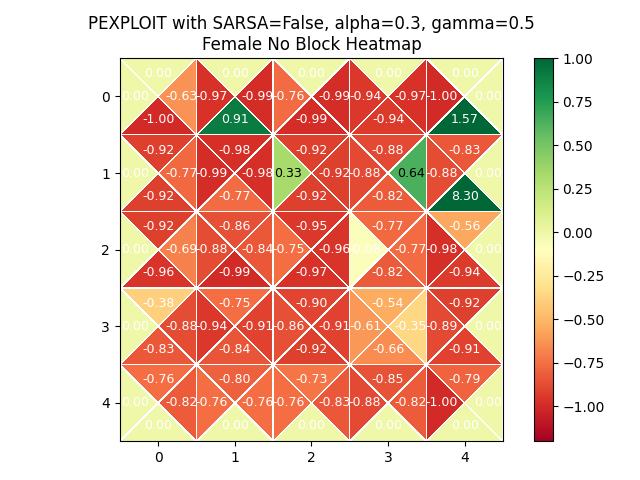 PEXPLOIT with SARSA=False, alpha=0.3, gamma=0.5
Female No Block Heatmap
0.00 0.00 0.00 0.00 0.00
0 0.00 -0.63 -0.97 -0.99 -0.76 -0.99 -0.94 -0.97 -1.00 0.00
-1.00 0.91 -0.99 -0.94 1.57
-0.92 -0.98 -0.92 -0.88 -0.83
1 0.00 -0.77 -0.99 -0.98 0.33 -0.92 -0.88 0.64 -0.88 0.00
-0.92 -0.77 -0.92 -0.82 8.30
-0.92 -0.86 -0.95 -0.77 -0.56
2 0.00 -0.69 -0.88 -0.84 -0.75 -0.96 -0.77 -0.98 0.00
-0.96 -0.99 -0.97 -0.82 -0.94
-0.38 -0.75 -0.90 -0.54 -0.92
3 0.00 -0.88 -0.94 -0.91 -0.86 -0.91 -0.61 -0.35 -0.89 0.00
-0.83 -0.84 -0.92 -0.66 -0.91
-0.76 -0.80 -0.73 -0.85 -0.79
4 0.00 -0.82 -0.76 -0.76 -0.76 -0.83 -0.88 -0.82 -1.00 0.00
0.00 0.00 0.00 0.00 0.00
0 1 2 3 4
1.00
0.75
0.50
0.25
0.00
−0.25
−0.50
−0.75
−1.00